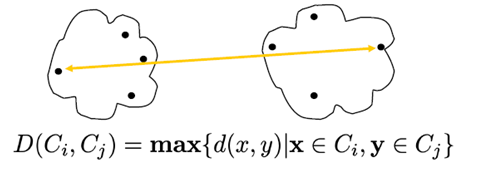 D(C_i, C_j) = max{d(x, y)|x ∈ C_i, y ∈ C_j}